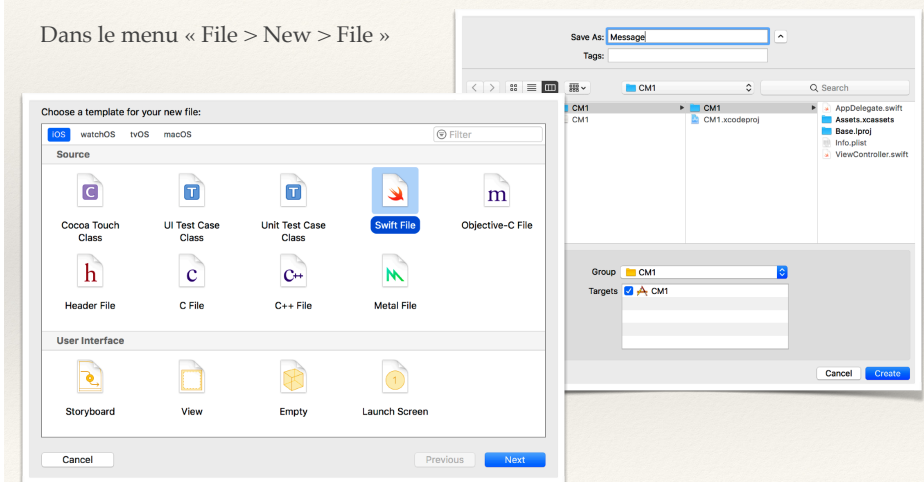 Dans le menu « File > New > File »
Choose a template for your new file:
iOS watchOS tvOS macOS
Filter
Source
C
T
T
m
Cocoa Touch
Class
UI Test Case
Class
Unit Test Case
Class
Swift File
Objective-C File
h
c
C++
Header File
C File
C++ File
Metal File
User Interface
1
Storyboard
View
Empty
Launch Screen
Cancel
Previous
Next
Save As: Message
Tags:
CM1
Search
CM1
CM1
CM1
CM1.xcodeproj
AppDelegate.swift
Assets.xcassets
Base.lproj
Info.plist
ViewController.swift
Group CM1
Targets CM1
Cancel
Create